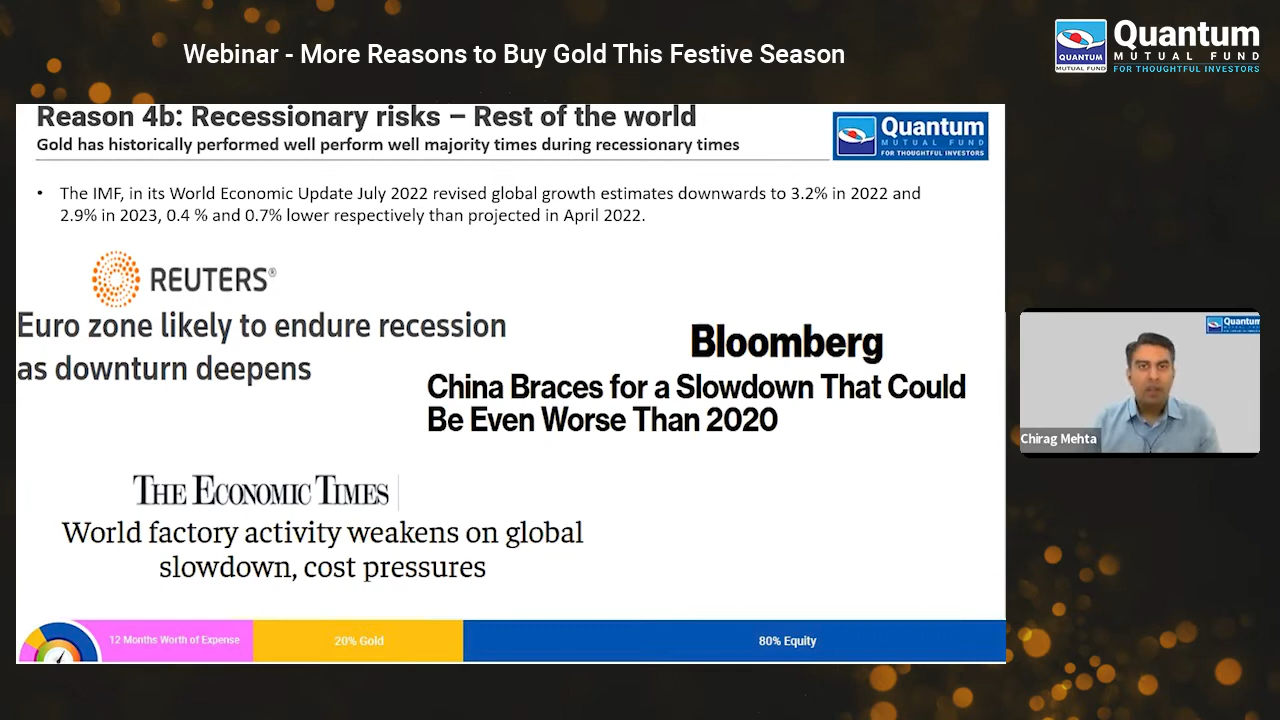 Webinar - More Reasons to Buy Gold This Festive Season
QUANTUM
MUTUAL FUND
Quantum
MUTUAL FUND
FOR THOUGHTFUL INVESTORS
Reason 4b: Recessionary risks – Rest of the world
Gold has historically performed well perform well majority times during recessionary times
Quantum
MUTUAL FUND
FOR THOUGHTFUL INVESTORS
• The IMF, in its World Economic Update July 2022 revised global growth estimates downwards to 3.2% in 2022 and
2.9% in 2023, 0.4 % and 0.7% lower respectively than projected in April 2022.
REUTERS®
Euro zone likely to endure recession
as downturn deepens
Bloomberg
China Braces for a Slowdown That Could
Be Even Worse Than 2020
THE ECONOMIC TIMES
World factory activity weakens on global
slowdown, cost pressures
Quantum
Chirag Mehta
12 Months Worth of Expense
20% Gold
80% Equity